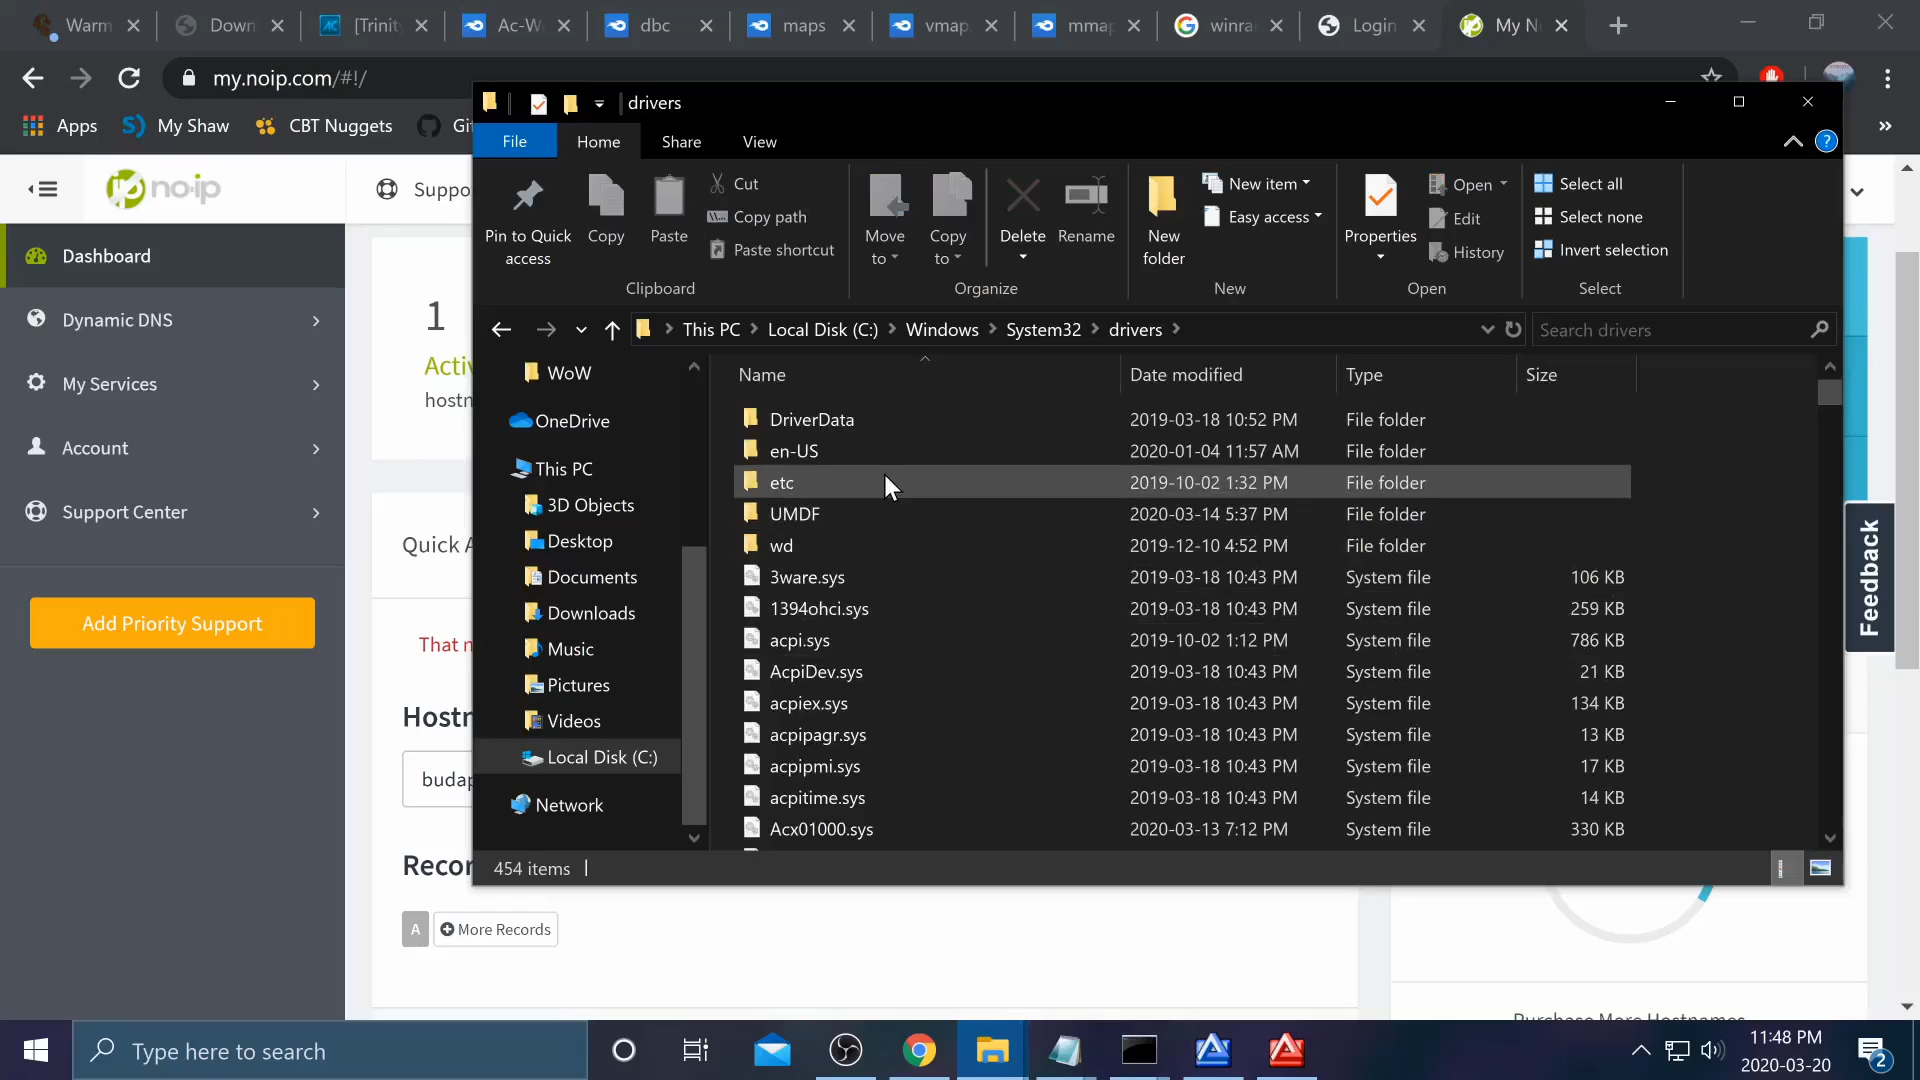 Warm
Down
[Trinit
Ac-W
dbc
maps
vmap
mmap
winra
Login
My N
my.noip.com/#!/
Apps
My Shaw
CBT Nuggets
Gi
drivers
File
Home
Share
View
Pin to Quick access
Copy
Paste
Cut
Copy path
Paste shortcut
Clipboard
Move to
Copy to
Delete
Rename
Organize
New folder
New item
Easy access
New
Properties
Open
Edit
History
Open
Select all
Select none
Invert selection
Select
This PC > Local Disk (C:) > Windows > System32 > drivers >
Search drivers
WoW
OneDrive
This PC
3D Objects
Desktop
Documents
Downloads
Music
Pictures
Videos
Local Disk (C:)
Network
Name Date modified Type Size
DriverData 2019-03-18 10:52 PM File folder
en-US 2020-01-04 11:57 AM File folder
etc 2019-10-02 1:32 PM File folder
UMDF 2020-03-14 5:37 PM File folder
wd 2019-12-10 4:52 PM File folder
3ware.sys 2019-03-18 10:43 PM System file 106 KB
1394ohci.sys 2019-03-18 10:43 PM System file 259 KB
acpi.sys 2019-10-02 1:12 PM System file 786 KB
AcpiDev.sys 2019-03-18 10:43 PM System file 21 KB
acpiex.sys 2019-03-18 10:43 PM System file 134 KB
acpipagr.sys 2019-03-18 10:43 PM System file 13 KB
acpipmi.sys 2019-03-18 10:43 PM System file 17 KB
acpitime.sys 2019-03-18 10:43 PM System file 14 KB
Acx01000.sys 2020-03-13 7:12 PM System file 330 KB
454 items
no-ip
Suppo
Dashboard
Dynamic DNS
My Services
Account
Support Center
Add Priority Support
1
Activ
hostn
Quick A
That n
Hostn
budap
Recor
A
More Records
Feedback
Purchase More Hostnames
Type here to search
11:48 PM
2020-03-20
2